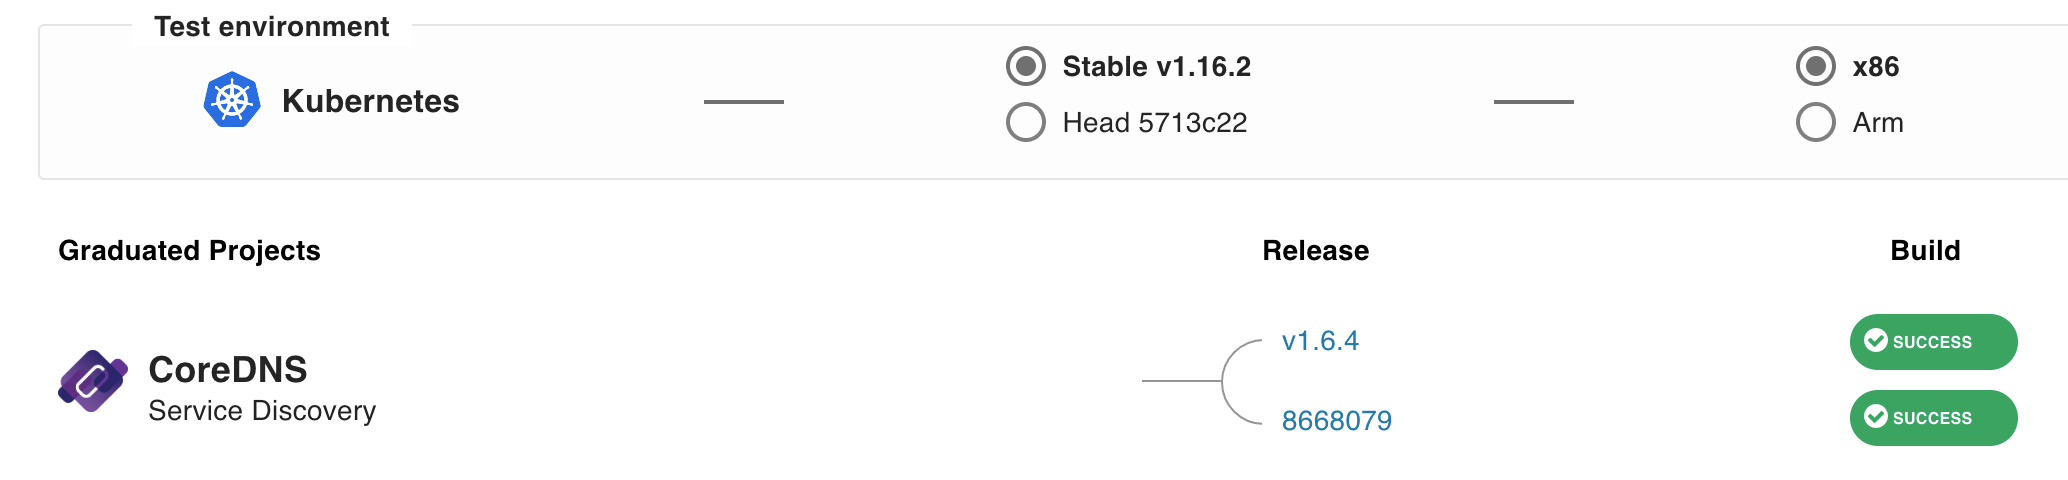 Test environment
Kubernetes
Stable v1.16.2
Head 5713c22
x86
Arm
Graduated Projects
Release
Build
CoreDNS
Service Discovery
v1.6.4
SUCCESS
8668079
SUCCESS